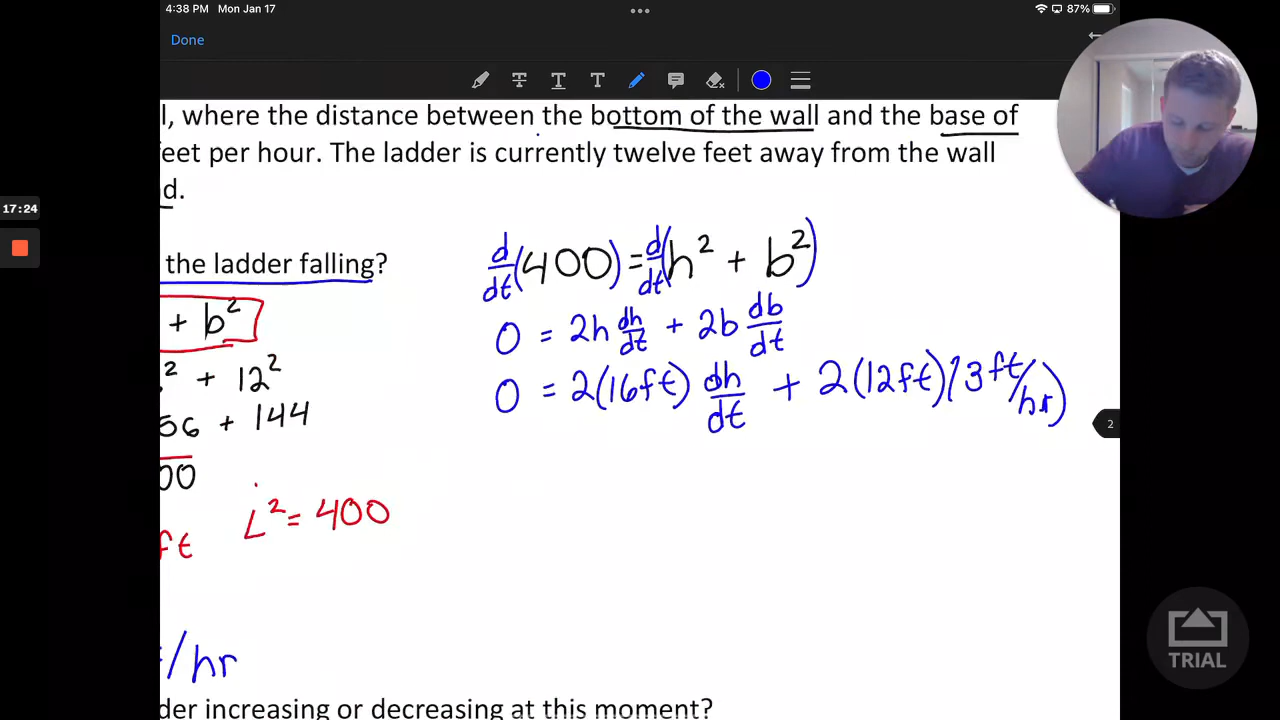 4:38 PM Mon Jan 17
87%
Done
l, where the distance between the bottom of the wall and the base of
feet per hour. The ladder is currently twelve feet away from the wall
d.
17:24
the ladder falling?
d/dt(400) = d/dt(h² + b²)
+ b²
0 = 2h dh/dt + 2b db/dt
² + 12²
0 = 2(16ft) dh/dt + 2(12ft)(3 ft/hr)
56 + 144
2
00
L² = 400
ft
/hr
TRIAL
der increasing or decreasing at this moment?